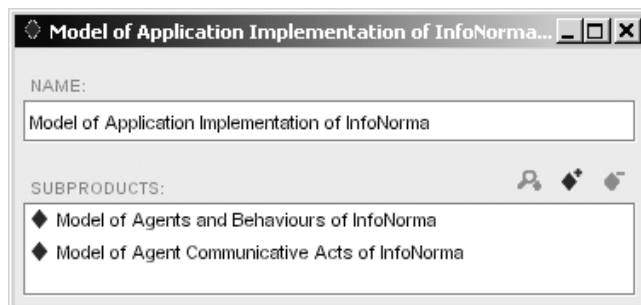 Model of Application Implementation of InfoNorma...
NAME:
Model of Application Implementation of InfoNorma
SUBPRODUCTS:
Model of Agents and Behaviours of InfoNorma
Model of Agent Communicative Acts of InfoNorma